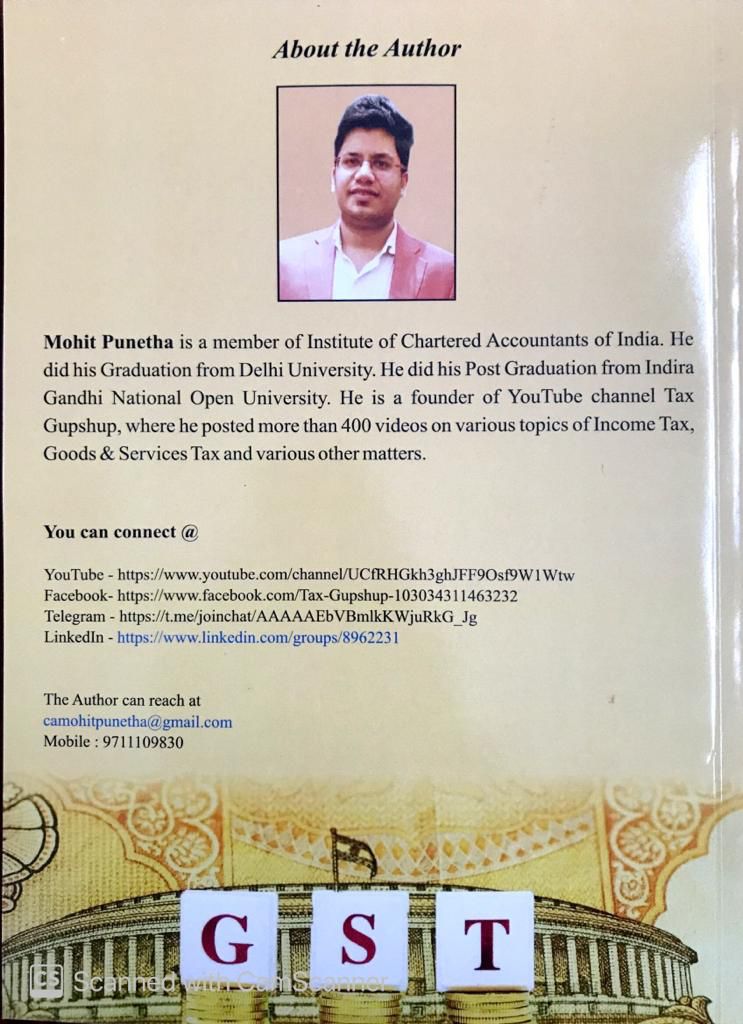 About the Author
Mohit Punetha is a member of Institute of Chartered Accountants of India. He
did his Graduation from Delhi University. He did his Post Graduation from Indira
Gandhi National Open University. He is a founder of YouTube channel Tax
Gupshup, where he posted more than 400 videos on various topics of Income Tax,
Goods & Services Tax and various other matters.
You can connect @
YouTube - https://www.youtube.com/channel/UCfRHGkh3ghJFF9Osf9W1Wtw
Facebook- https://www.facebook.com/Tax-Gupshup-103034311463232
Telegram - https://t.me/joinchat/AAAAAEbVBmlkKWjuRkG_Jg
LinkedIn - https://www.linkedin.com/groups/8962231
The Author can reach at
camohitpunetha@gmail.com
Mobile : 9711109830
G S T
CS Scanned with CamScanner